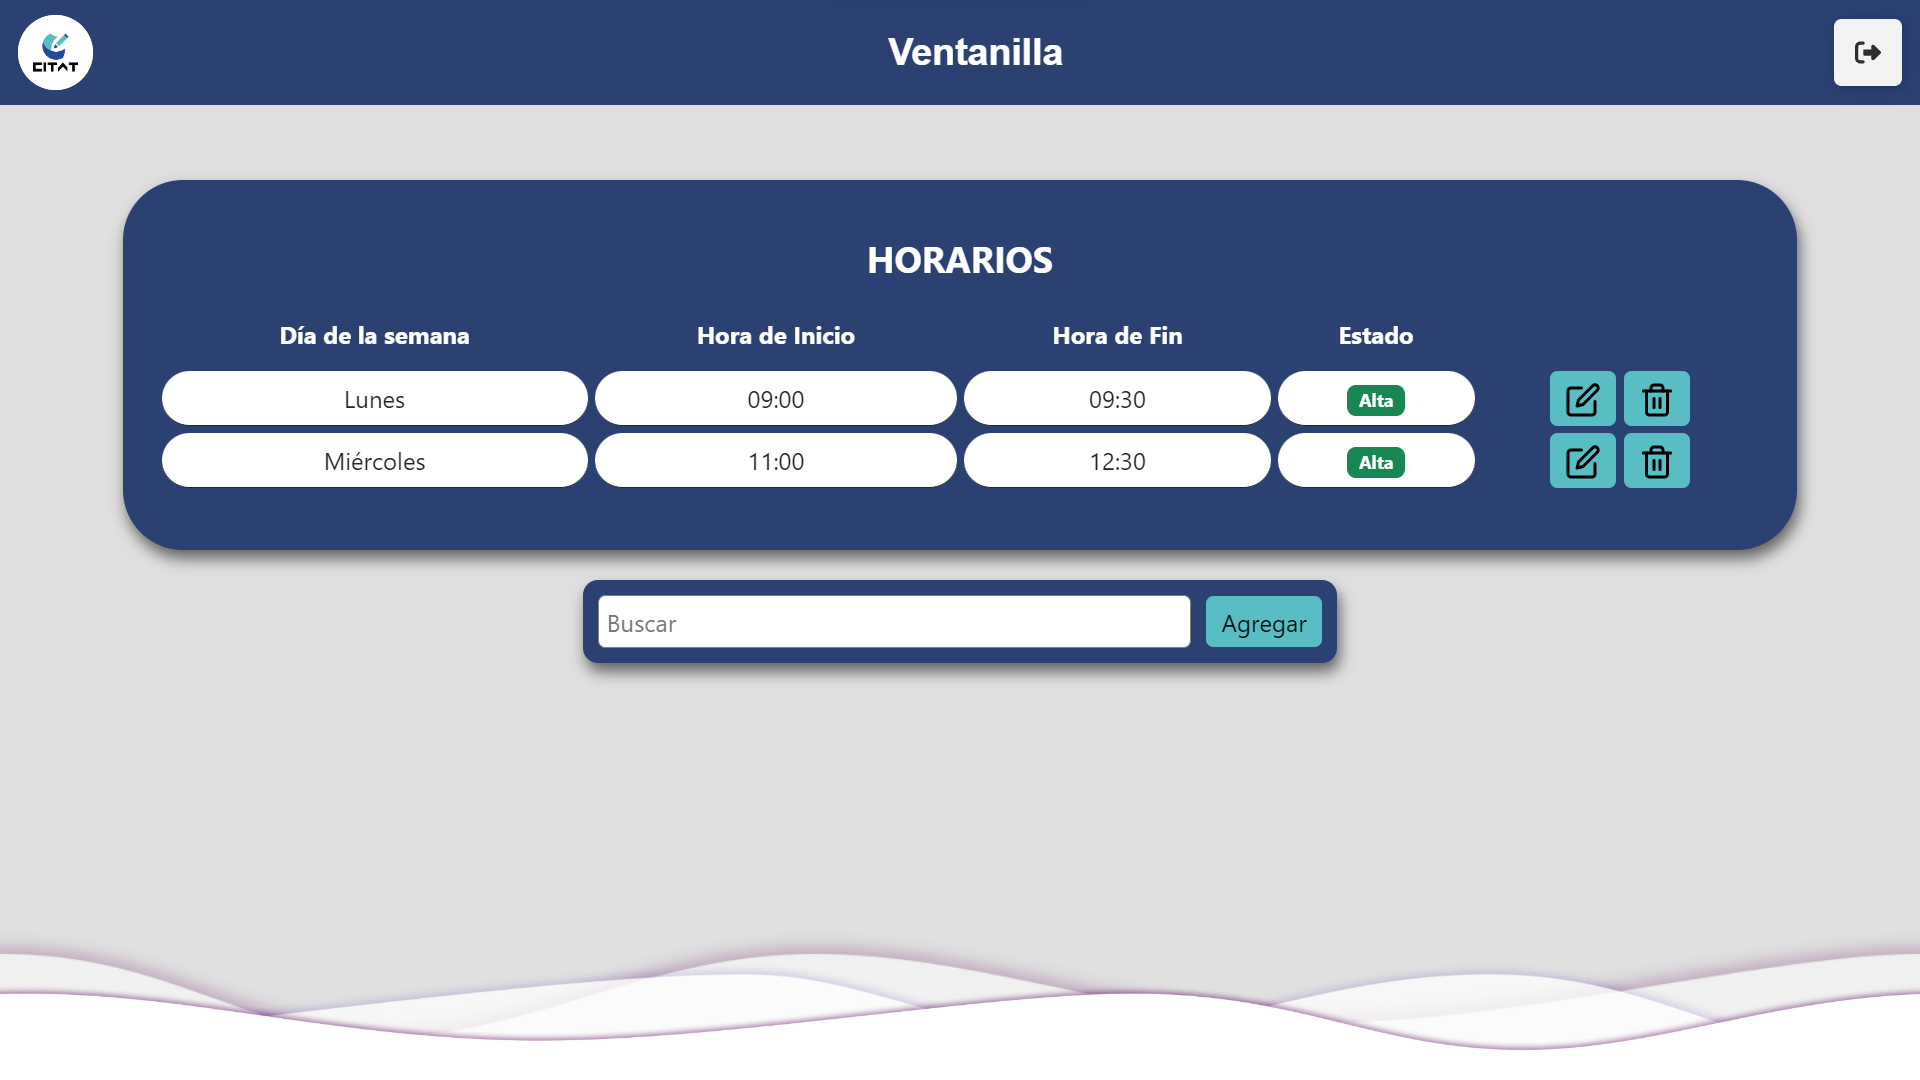 CITAT
Ventanilla
HORARIOS
Día de la semana Hora de Inicio Hora de Fin Estado
Lunes 09:00 09:30 Alta
Miércoles 11:00 12:30 Alta
Buscar Agregar